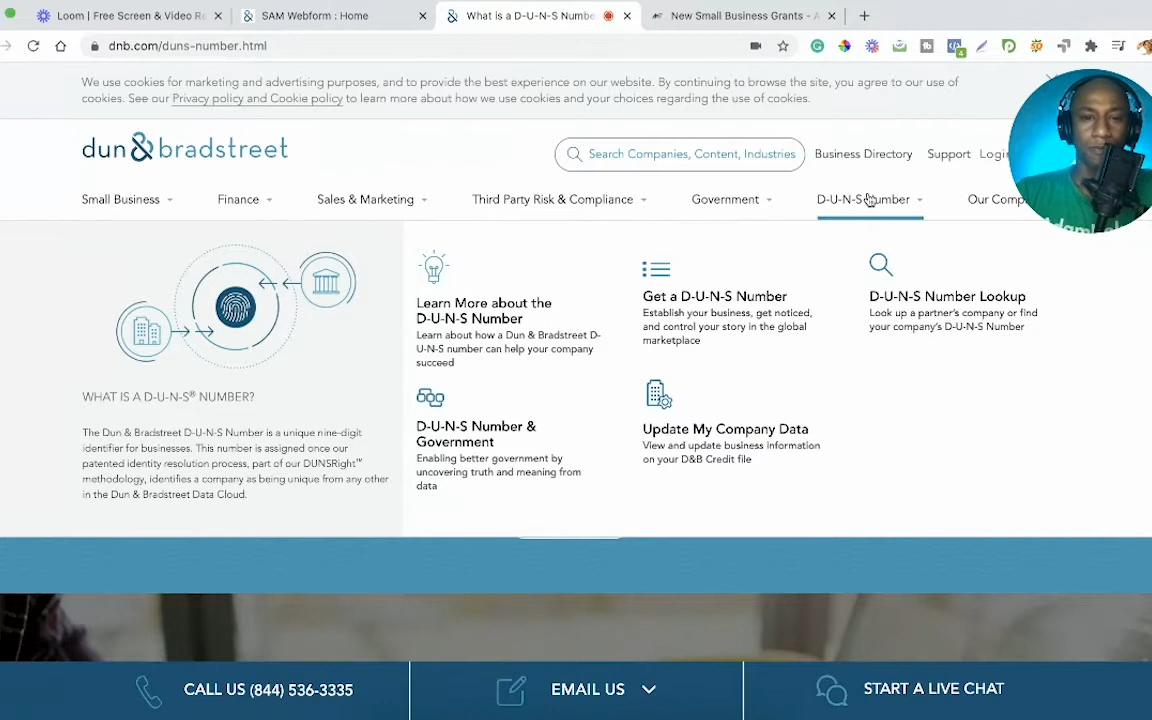 Loom | Free Screen & Video Re
SAM Webform : Home
What is a D-U-N-S Numbe
New Small Business Grants - A
dnb.com/duns-number.html
4
We use cookies for marketing and advertising purposes, and to provide the best experience on our website. By continuing to browse the site, you agree to our use of
cookies. See our Privacy policy and Cookie policy to learn more about how we use cookies and your choices regarding the use of cookies.
dun & bradstreet
Search Companies, Content, Industries
Business Directory
Support
Login
Small Business
Finance
Sales & Marketing
Third Party Risk & Compliance
Government
D-U-N-S Number
Our Comp
WHAT IS A D-U-N-S® NUMBER?
The Dun & Bradstreet D-U-N-S Number is a unique nine-digit
identifier for businesses. This number is assigned once our
patented identity resolution process, part of our DUNSRight™
methodology, identifies a company as being unique from any other
in the Dun & Bradstreet Data Cloud.
Learn More about the
D-U-N-S Number
Learn about how a Dun & Bradstreet D-
U-N-S number can help your company
succeed
D-U-N-S Number &
Government
Enabling better government by
uncovering truth and meaning from
data
Get a D-U-N-S Number
Establish your business, get noticed,
and control your story in the global
marketplace
Update My Company Data
View and update business information
on your D&B Credit file
D-U-N-S Number Lookup
Look up a partner's company or find
your company's D-U-N-S Number
CALL US (844) 536-3335
EMAIL US
START A LIVE CHAT